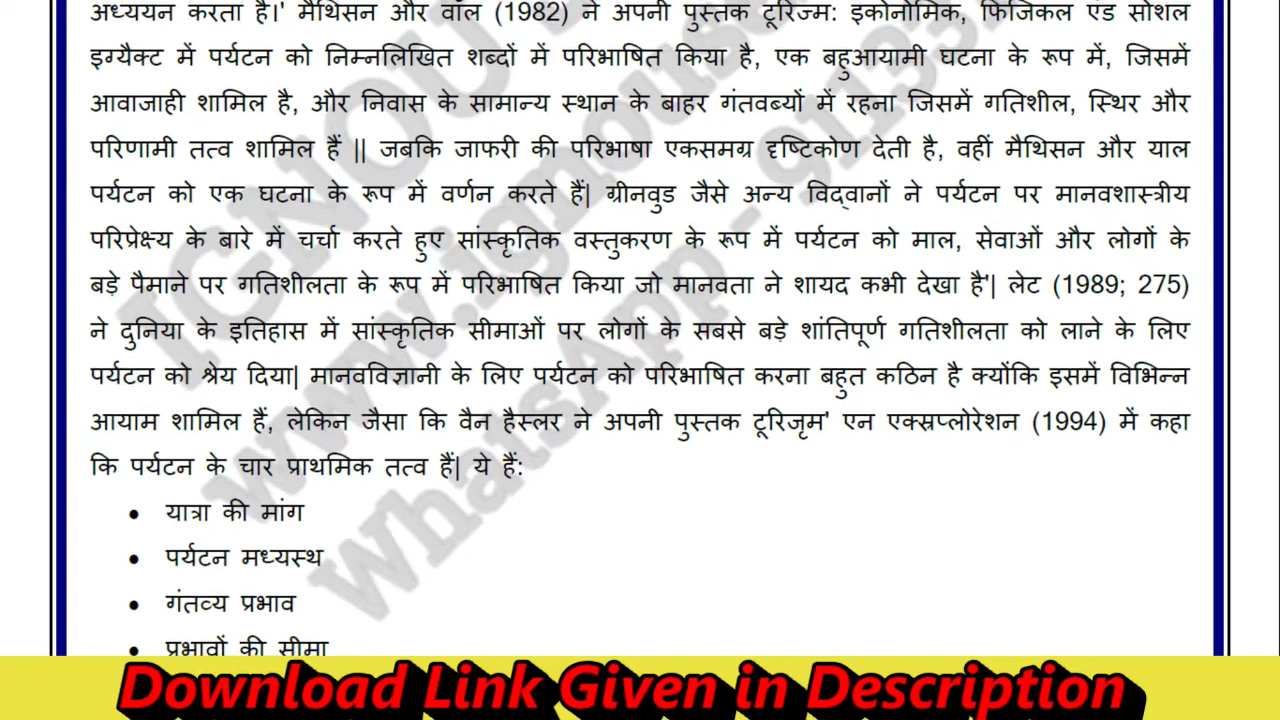 अध्ययन करता है।' मैथिसन और वॉल (1982) ने अपनी पुस्तक टूरिज्म: इकोनोमिक, फिजिकल एंड सोशल
इग्यैक्ट में पर्यटन को निम्नलिखित शब्दों में परिभाषित किया है, एक बहुआयामी घटना के रूप में, जिसमें
आवाजाही शामिल है, और निवास के सामान्य स्थान के बाहर गंतवब्यों में रहना जिसमें गतिशील, स्थिर और
परिणामी तत्व शामिल हैं || जबकि जाफरी की परिभाषा एकसमग्र दृष्टिकोण देती है, वहीं मैथिसन और याल
पर्यटन को एक घटना के रूप में वर्णन करते हैं| ग्रीनवुड जैसे अन्य विद्वानों ने पर्यटन पर मानवशास्त्रीय
परिप्रेक्ष्य के बारे में चर्चा करते हुए सांस्कृतिक वस्तुकरण के रूप में पर्यटन को माल, सेवाओं और लोगों के
बड़े पैमाने पर गतिशीलता के रूप में परिभाषित किया जो मानवता ने शायद कभी देखा है'| लेट (1989; 275)
ने दुनिया के इतिहास में सांस्कृतिक सीमाओं पर लोगों के सबसे बड़े शांतिपूर्ण गतिशीलता को लाने के लिए
पर्यटन को श्रेय दिया| मानवविज्ञानी के लिए पर्यटन को परिभाषित करना बहुत कठिन है क्योंकि इसमें विभिन्न
आयाम शामिल हैं, लेकिन जैसा कि वैन हैस्लर ने अपनी पुस्तक टूरिजृम' एन एक्स्रप्लोरेशन (1994) में कहा
कि पर्यटन के चार प्राथमिक तत्व हैं| ये हैं:
• यात्रा की मांग
• पर्यटन मध्यस्थ
• गंतव्य प्रभाव
• प्रभावों की सीमा
Download Link Given in Description